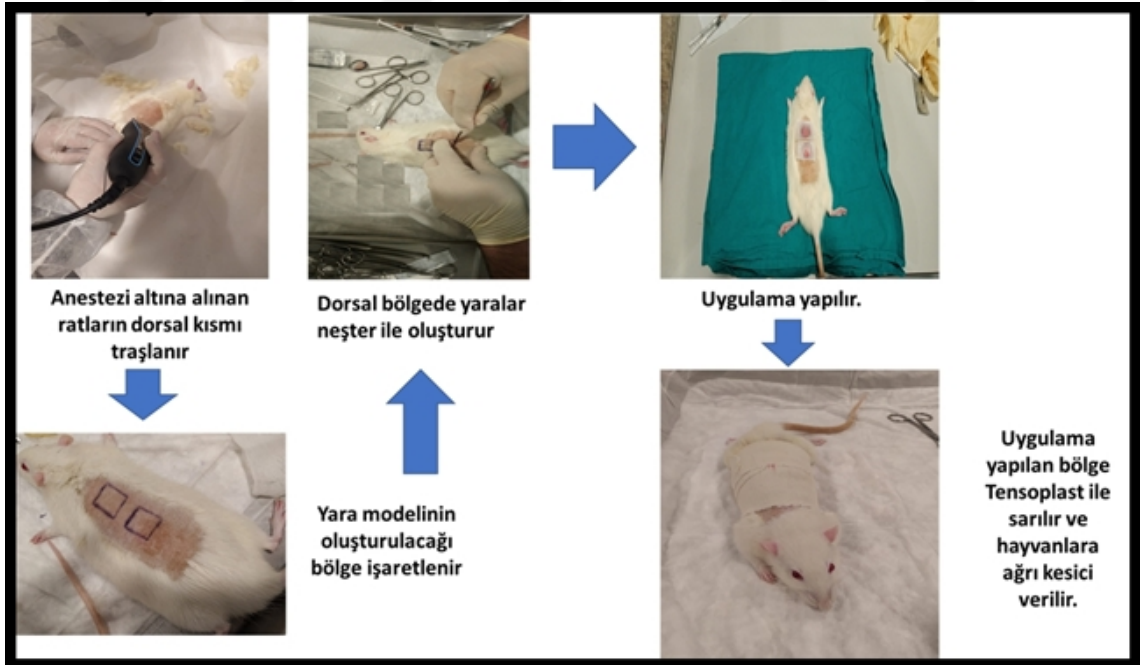 Anestezi altına alınan
ratların dorsal kısmı
traşlanır
Yara modelinin
oluşturulacağı
bölge işaretlenir
Dorsal bölgede yaralar
neşter ile oluşturur
Uygulama yapılır.
Uygulama
yapılan bölge
Tensoplast ile
sarılır ve
hayvanlara
ağrı kesici
verilir.